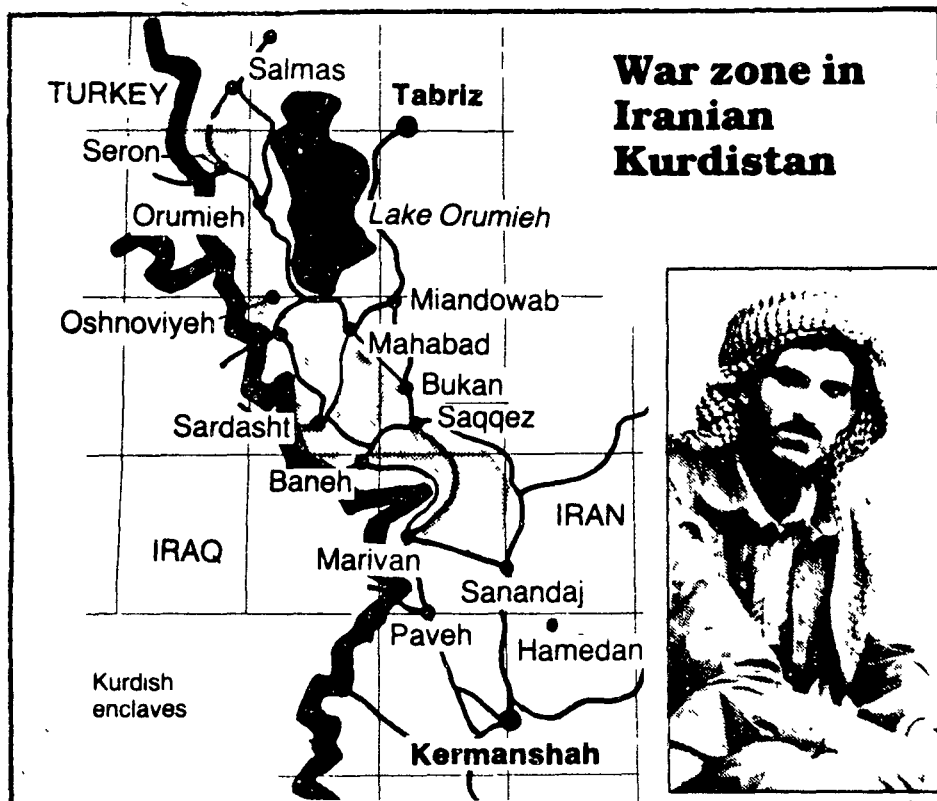 War zone in
Iranian
Kurdistan
Salmas
TURKEY
Tabriz
Seron
Orumieh
Lake Orumieh
Miandowab
Oshnoviyeh
Mahabad
Bukan
Sardasht
Saqqez
Baneh
IRAN
IRAQ
Marivan
Sanandaj
Paveh
Hamedan
Kurdish
enclaves
Kermanshah